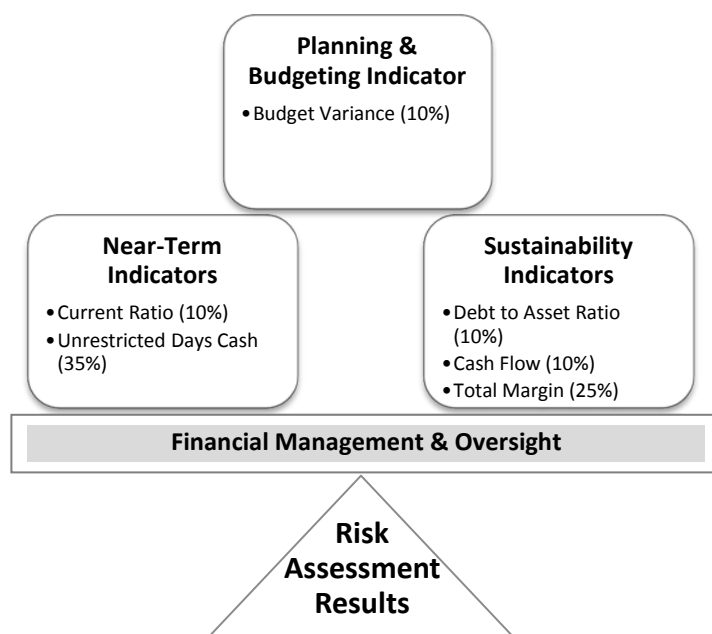 Planning &
Budgeting Indicator
•Budget Variance (10%)
Near-Term
Indicators
•Current Ratio (10%)
•Unrestricted Days Cash
(35%)
Sustainability
Indicators
•Debt to Asset Ratio
(10%)
•Cash Flow (10%)
•Total Margin (25%)
Financial Management & Oversight
Risk
Assessment
Results